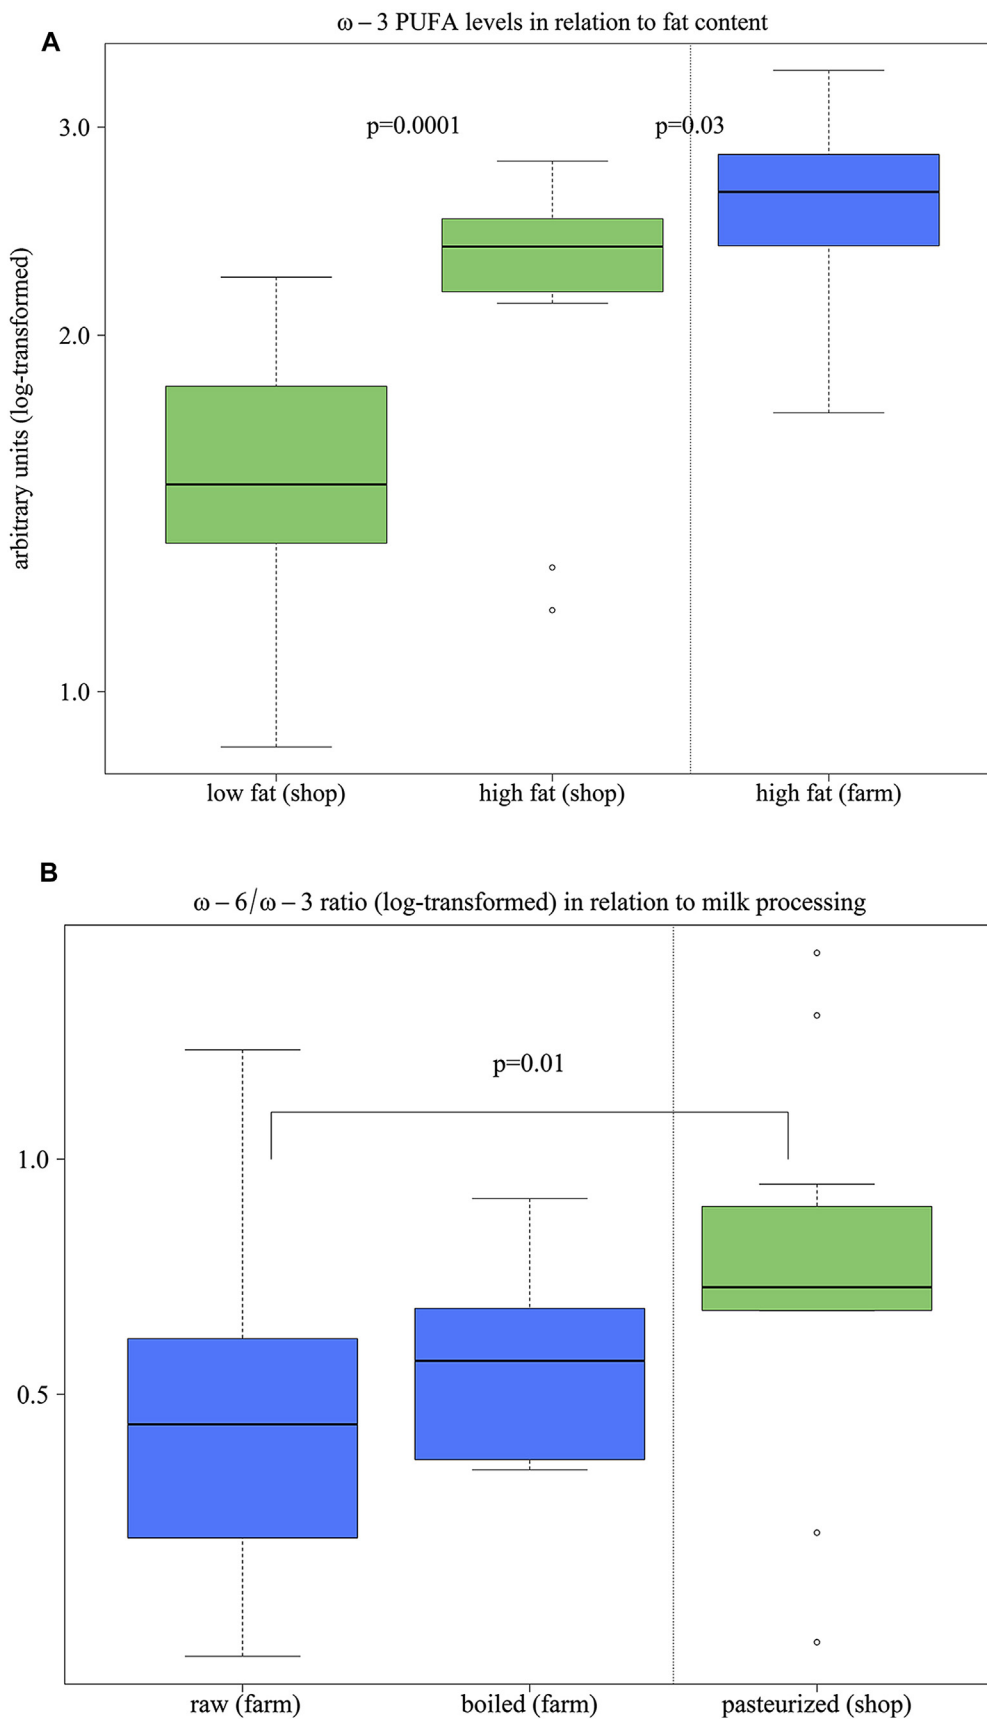 A
ω – 3 PUFA levels in relation to fat content
p=0.0001
p=0.03
arbitrary units (log-transformed)
3.0
2.0
1.0
low fat (shop)
high fat (shop)
high fat (farm)
B
ω – 6/ω – 3 ratio (log-transformed) in relation to milk processing
p=0.01
1.0
0.5
raw (farm)
boiled (farm)
pasteurized (shop)